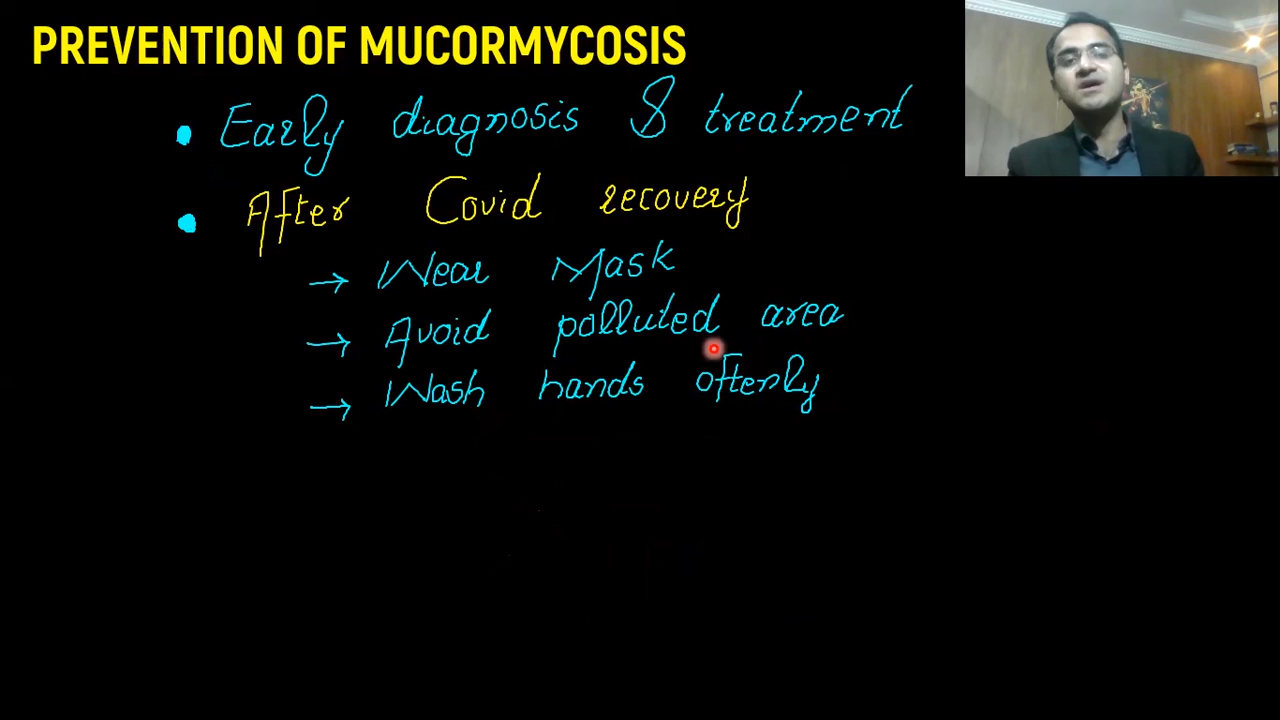 PREVENTION OF MUCORMYCOSIS
• Early diagnosis & treatment
• After Covid recovery
→ Wear Mask
→ Avoid polluted area
→ Wash hands oftenly